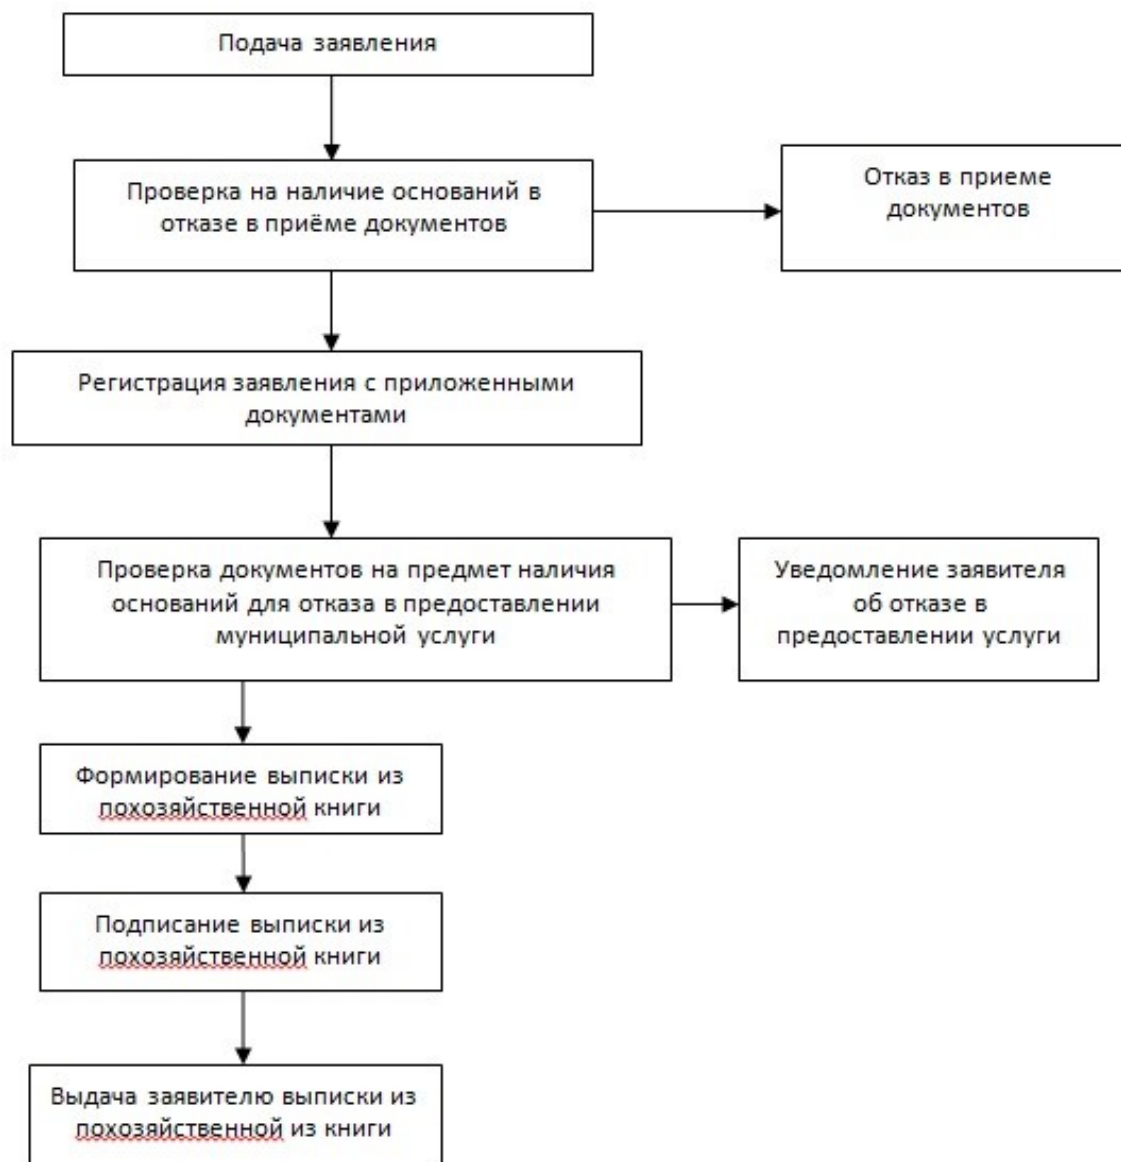 Подача заявления
Проверка на наличие оснований в
отказе в приёме документов
Отказ в приеме
документов
Регистрация заявления с приложенными
документами
Проверка документов на предмет наличия
оснований для отказа в предоставлении
муниципальной услуги
Уведомление заявителя
об отказе в
предоставлении услуги
Формирование выписки из
похозяйственной книги
Подписание выписки из
похозяйственной книги
Выдача заявителю выписки из
похозяйственной из книги